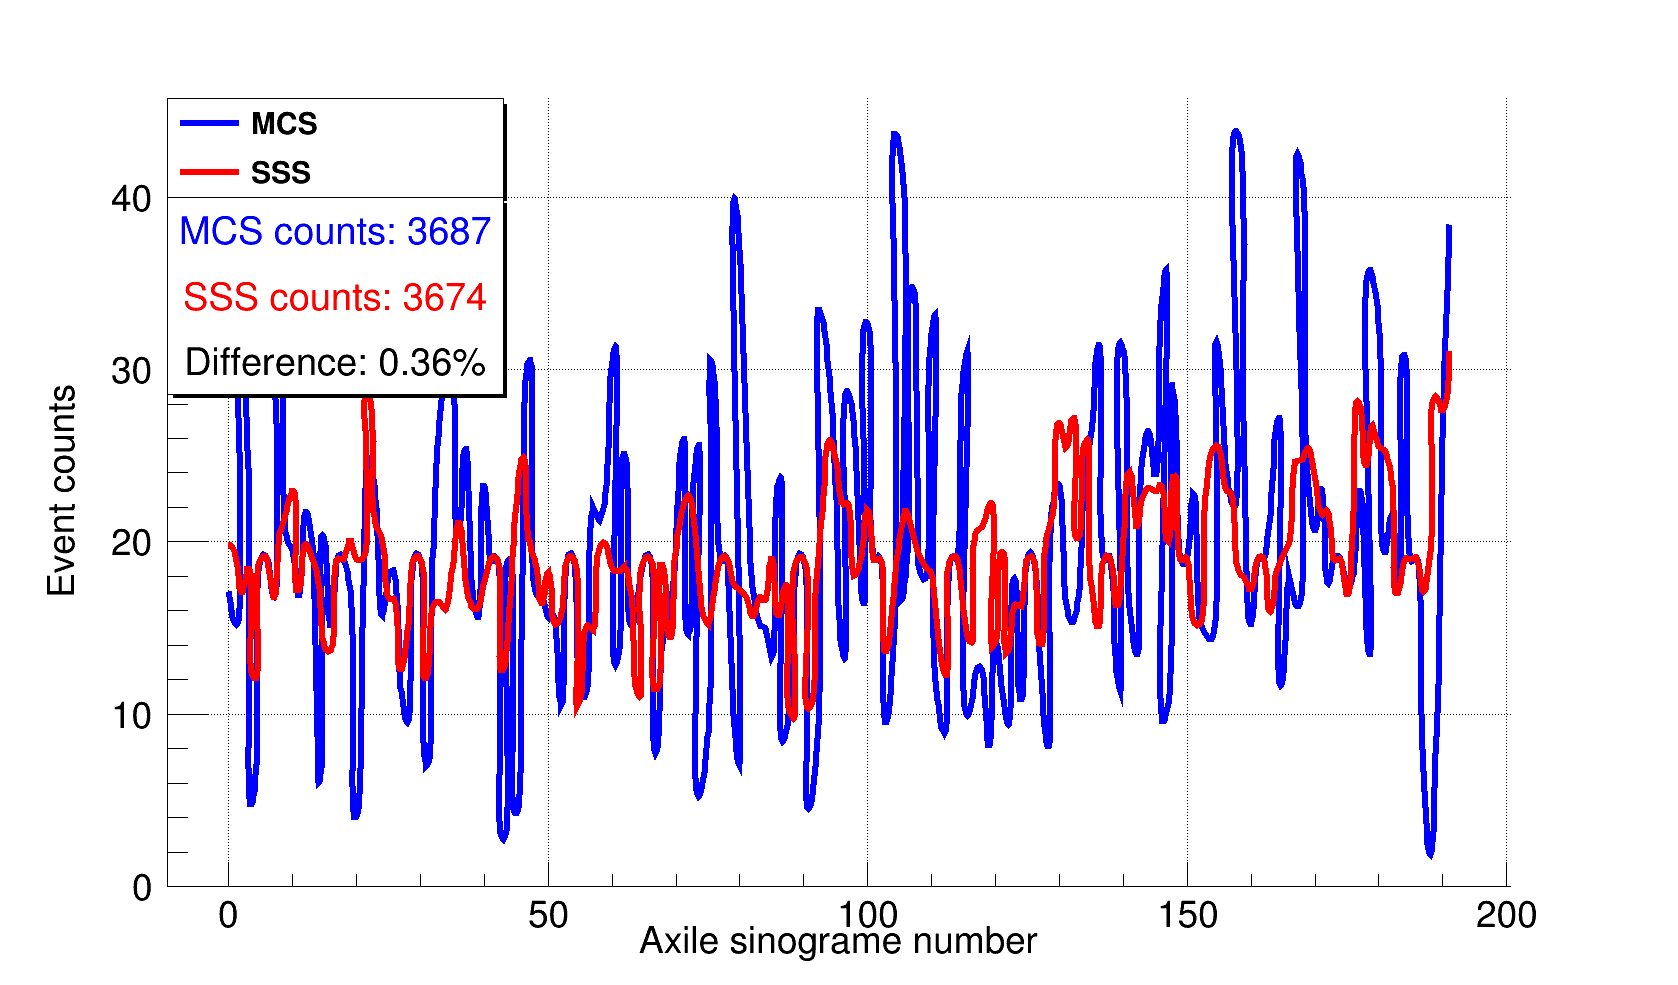 MCS
SSS
MCS counts: 3687
SSS counts: 3674
Difference: 0.36%
Event counts
40
30
20
10
0
0 50 100 150 200
Axile sinograme number